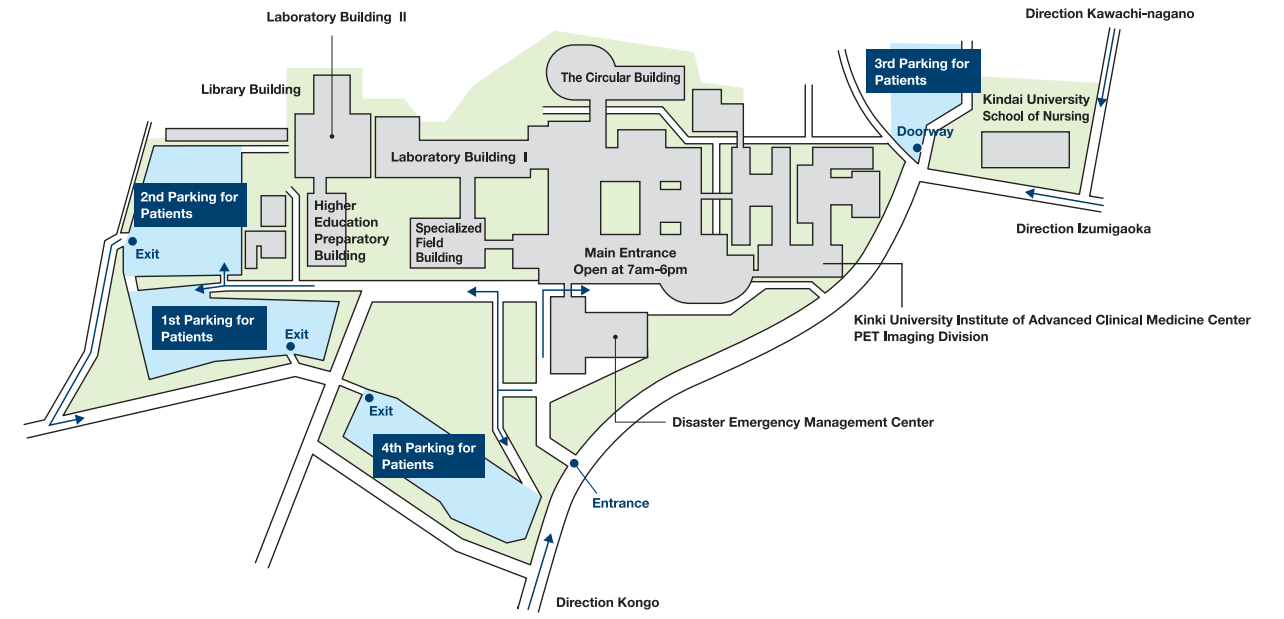 Laboratory Building II
Direction Kawachi-nagano
3rd Parking for
Patients
The Circular Building
Library Building
Kindai University
School of Nursing
Doorway
Laboratory Building I
2nd Parking for
Patients
Higher
Education
Preparatory
Building
Specialized
Field
Building
Direction Izumigaoka
Exit
Main Entrance
Open at 7am-6pm
1st Parking for
Patients
Exit
Kinki University Institute of Advanced Clinical Medicine Center
PET Imaging Division
Exit
Disaster Emergency Management Center
4th Parking for
Patients
Entrance
Direction Kongo